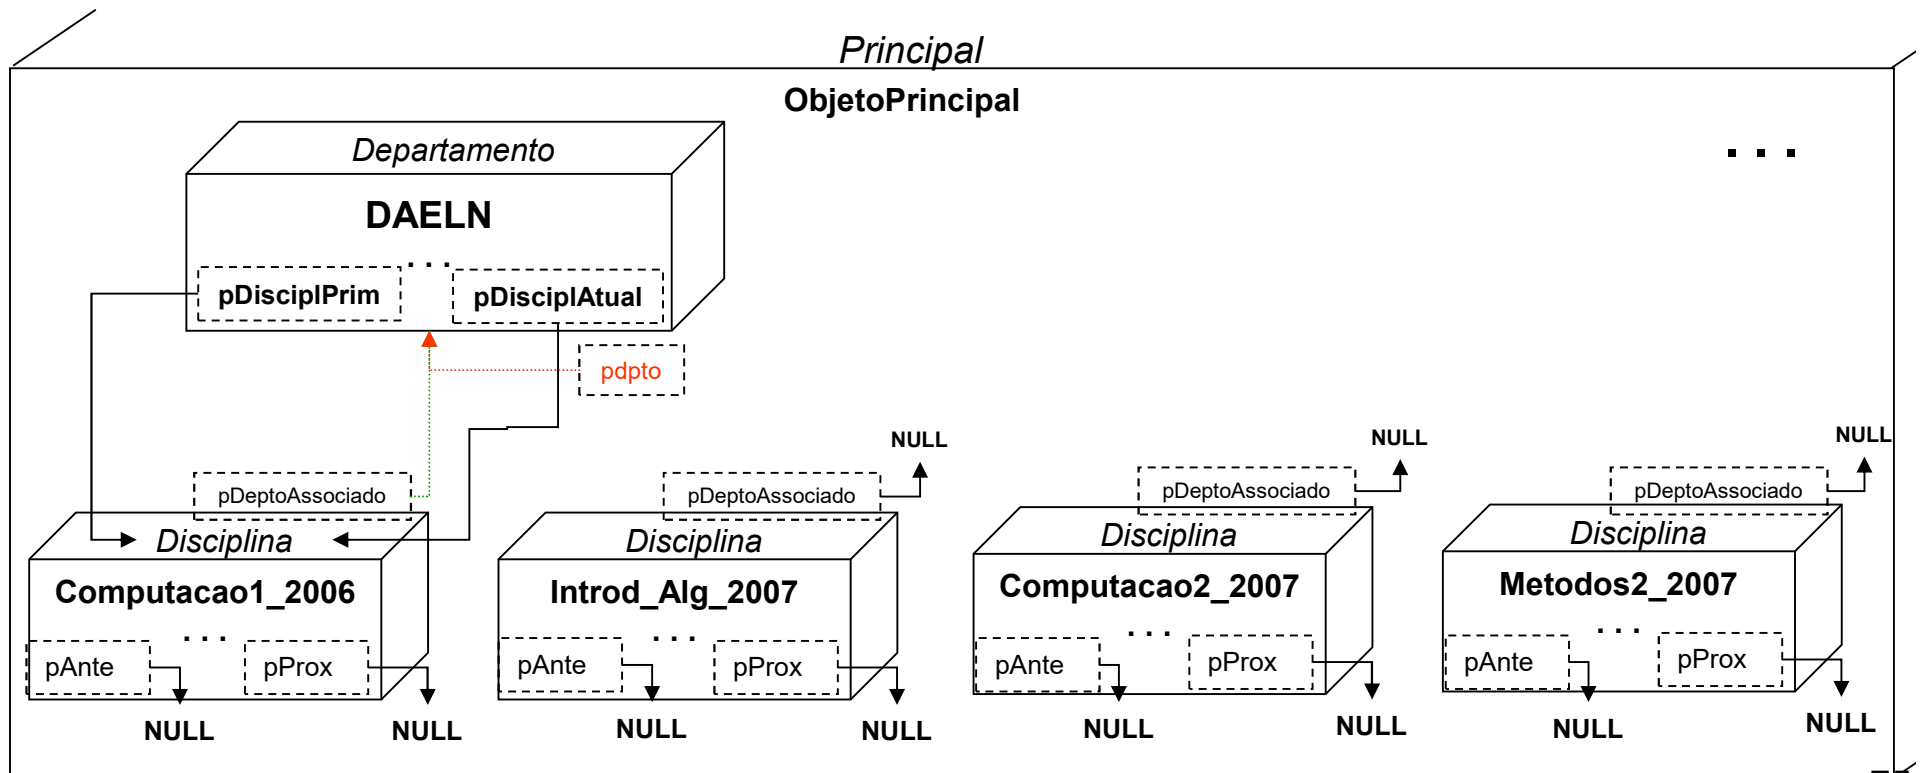 Principal
ObjetoPrincipal
Departamento
. . .
DAELN
. . .
pDisciplPrim
pDisciplAtual
pdpto
NULL
NULL
NULL
pDeptoAssociado
pDeptoAssociado
pDeptoAssociado
pDeptoAssociado
Disciplina
Disciplina
Disciplina
Disciplina
Computacao1_2006
Introd_Alg_2007
Computacao2_2007
Metodos2_2007
. . .
. . .
. . .
. . .
pAnte
pProx
pAnte
pProx
pAnte
pProx
pAnte
pProx
NULL
NULL
NULL
NULL
NULL
NULL
NULL
NULL